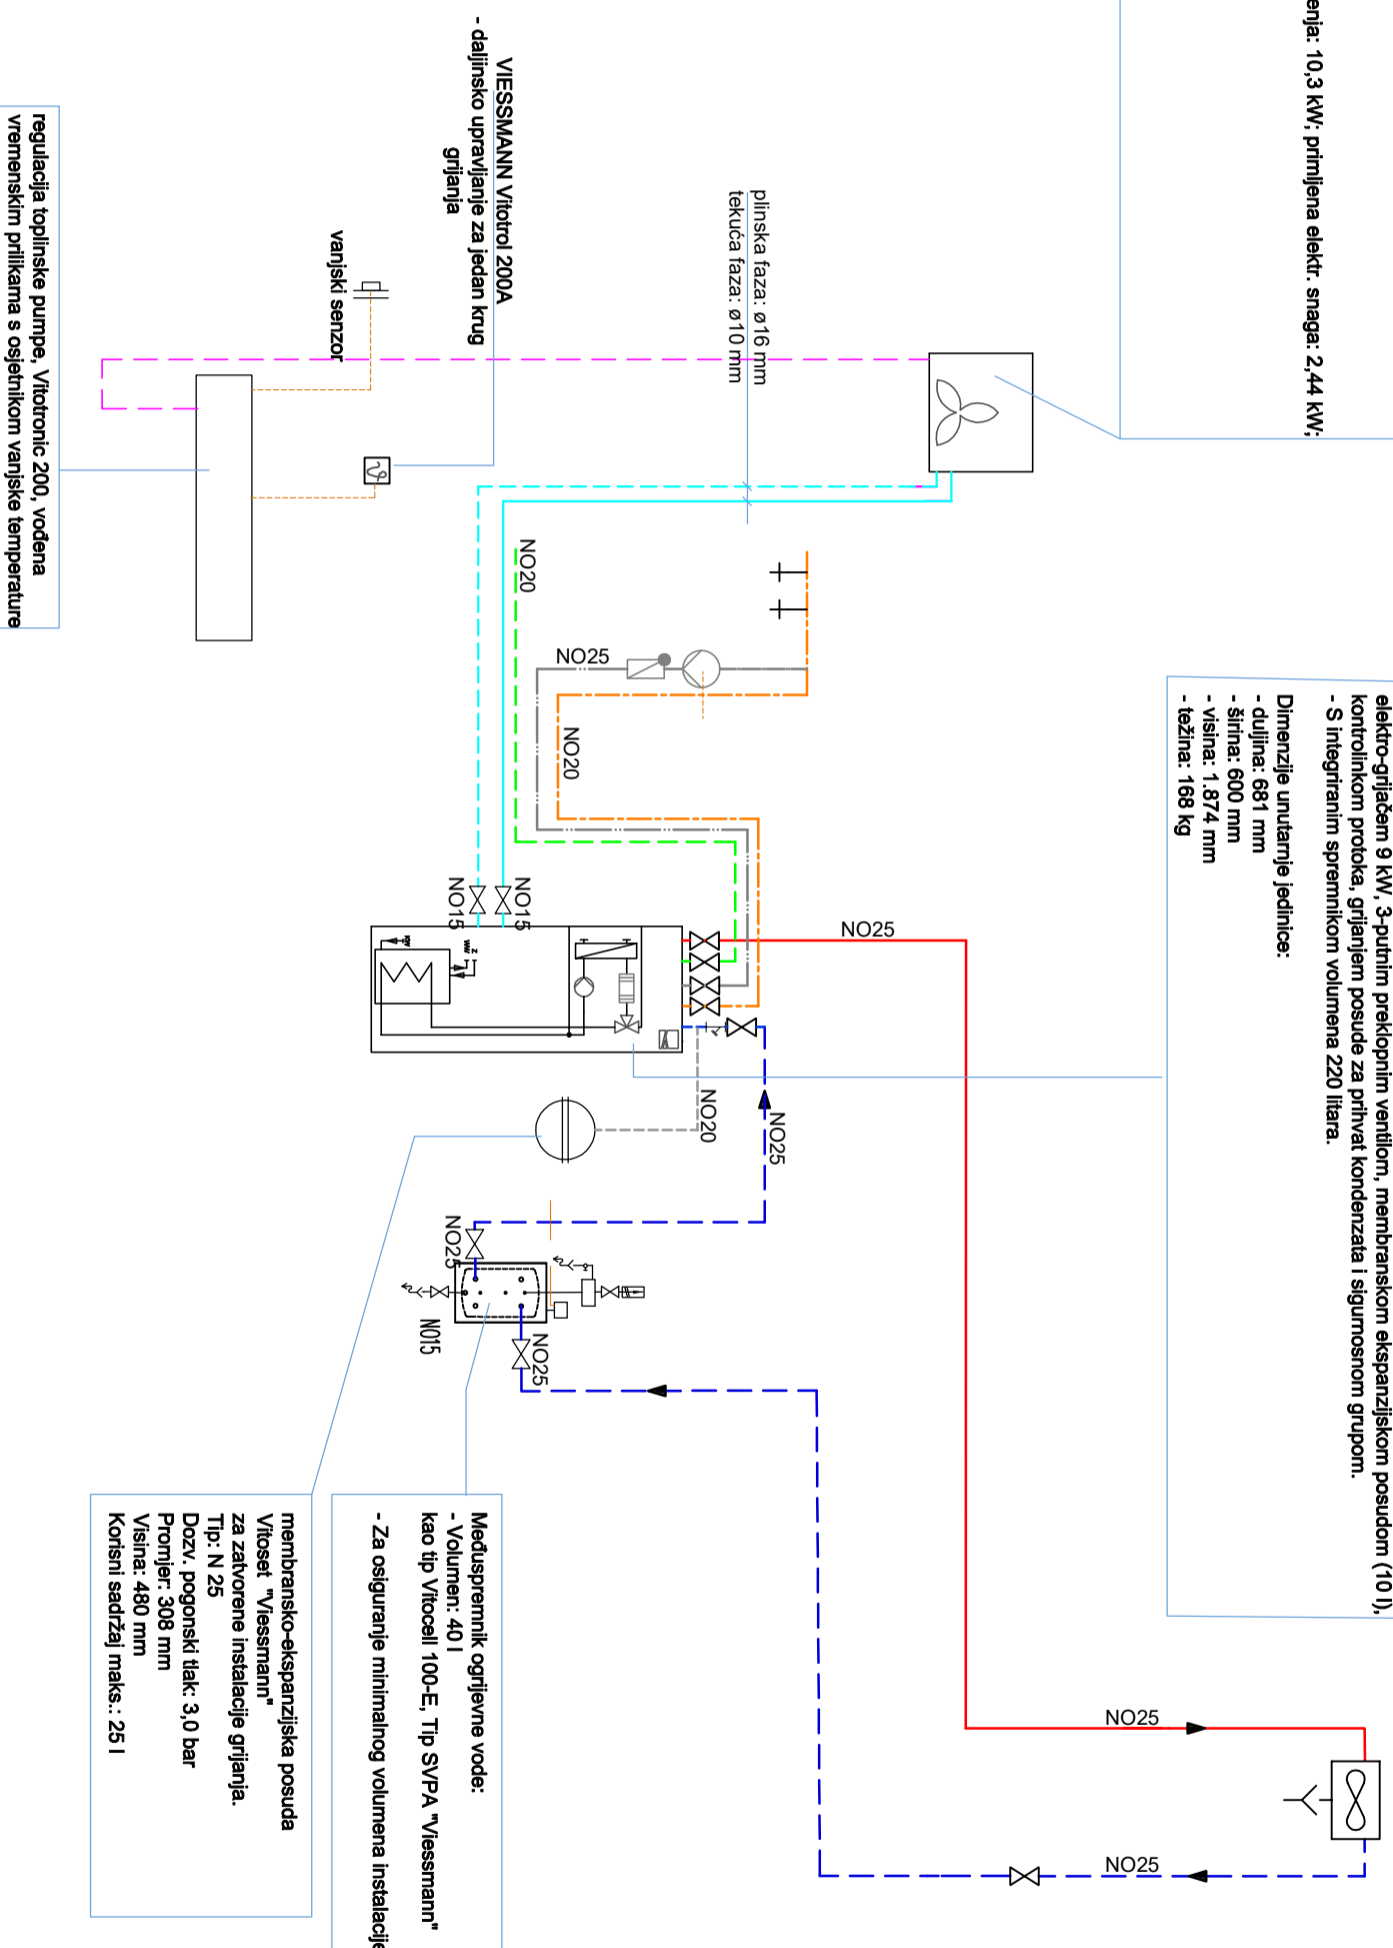 enja: 10,3 kW; primljena elektr. snaga: 2,44 kW;
elektro-grijačem 9 kW, 3-putnim preklopnim ventilom, membranskom ekspanzijskom posudom (10 l),
kontrolinkom protoka, grijanjem posude za prihvat kondenzata i sigurnosnom grupom.
- S integriranim spremnikom volumena 220 litara.
Dimenzije unutarnje jedinice:
- duljina: 681 mm
- širina: 600 mm
- visina: 1.874 mm
- težina: 168 kg
plinska faza: ø16 mm
tekuća faza: ø10 mm
VIESSMANN Vitotrol 200A
- daljinsko upravljanje za jedan krug
grijanja
vanjski senzor
regulacija toplinske pumpe, Vitotronic 200, vođena
vremenskim prilikama s osjetnikom vanjske temperature
NO20
NO25
NO20
NO15
NO15
NO25
KW
WW
Z
NO20
NO25
NO25
NO15
NO25
NO25
NO25
Međuspremnik ogrjevne vode:
- Volumen: 40 l
kao tip Vitocell 100-E, Tip SVPA "Viessmann"
- Za osiguranje minimalnog volumena instalacije
membransko-ekspanzijska posuda
Vitoset "Viessmann"
za zatvorene instalacije grijanja.
Tip: N 25
Dozv. pogonski tlak: 3,0 bar
Promjer: 308 mm
Visina: 480 mm
Korisni sadržaj maks.: 25 l